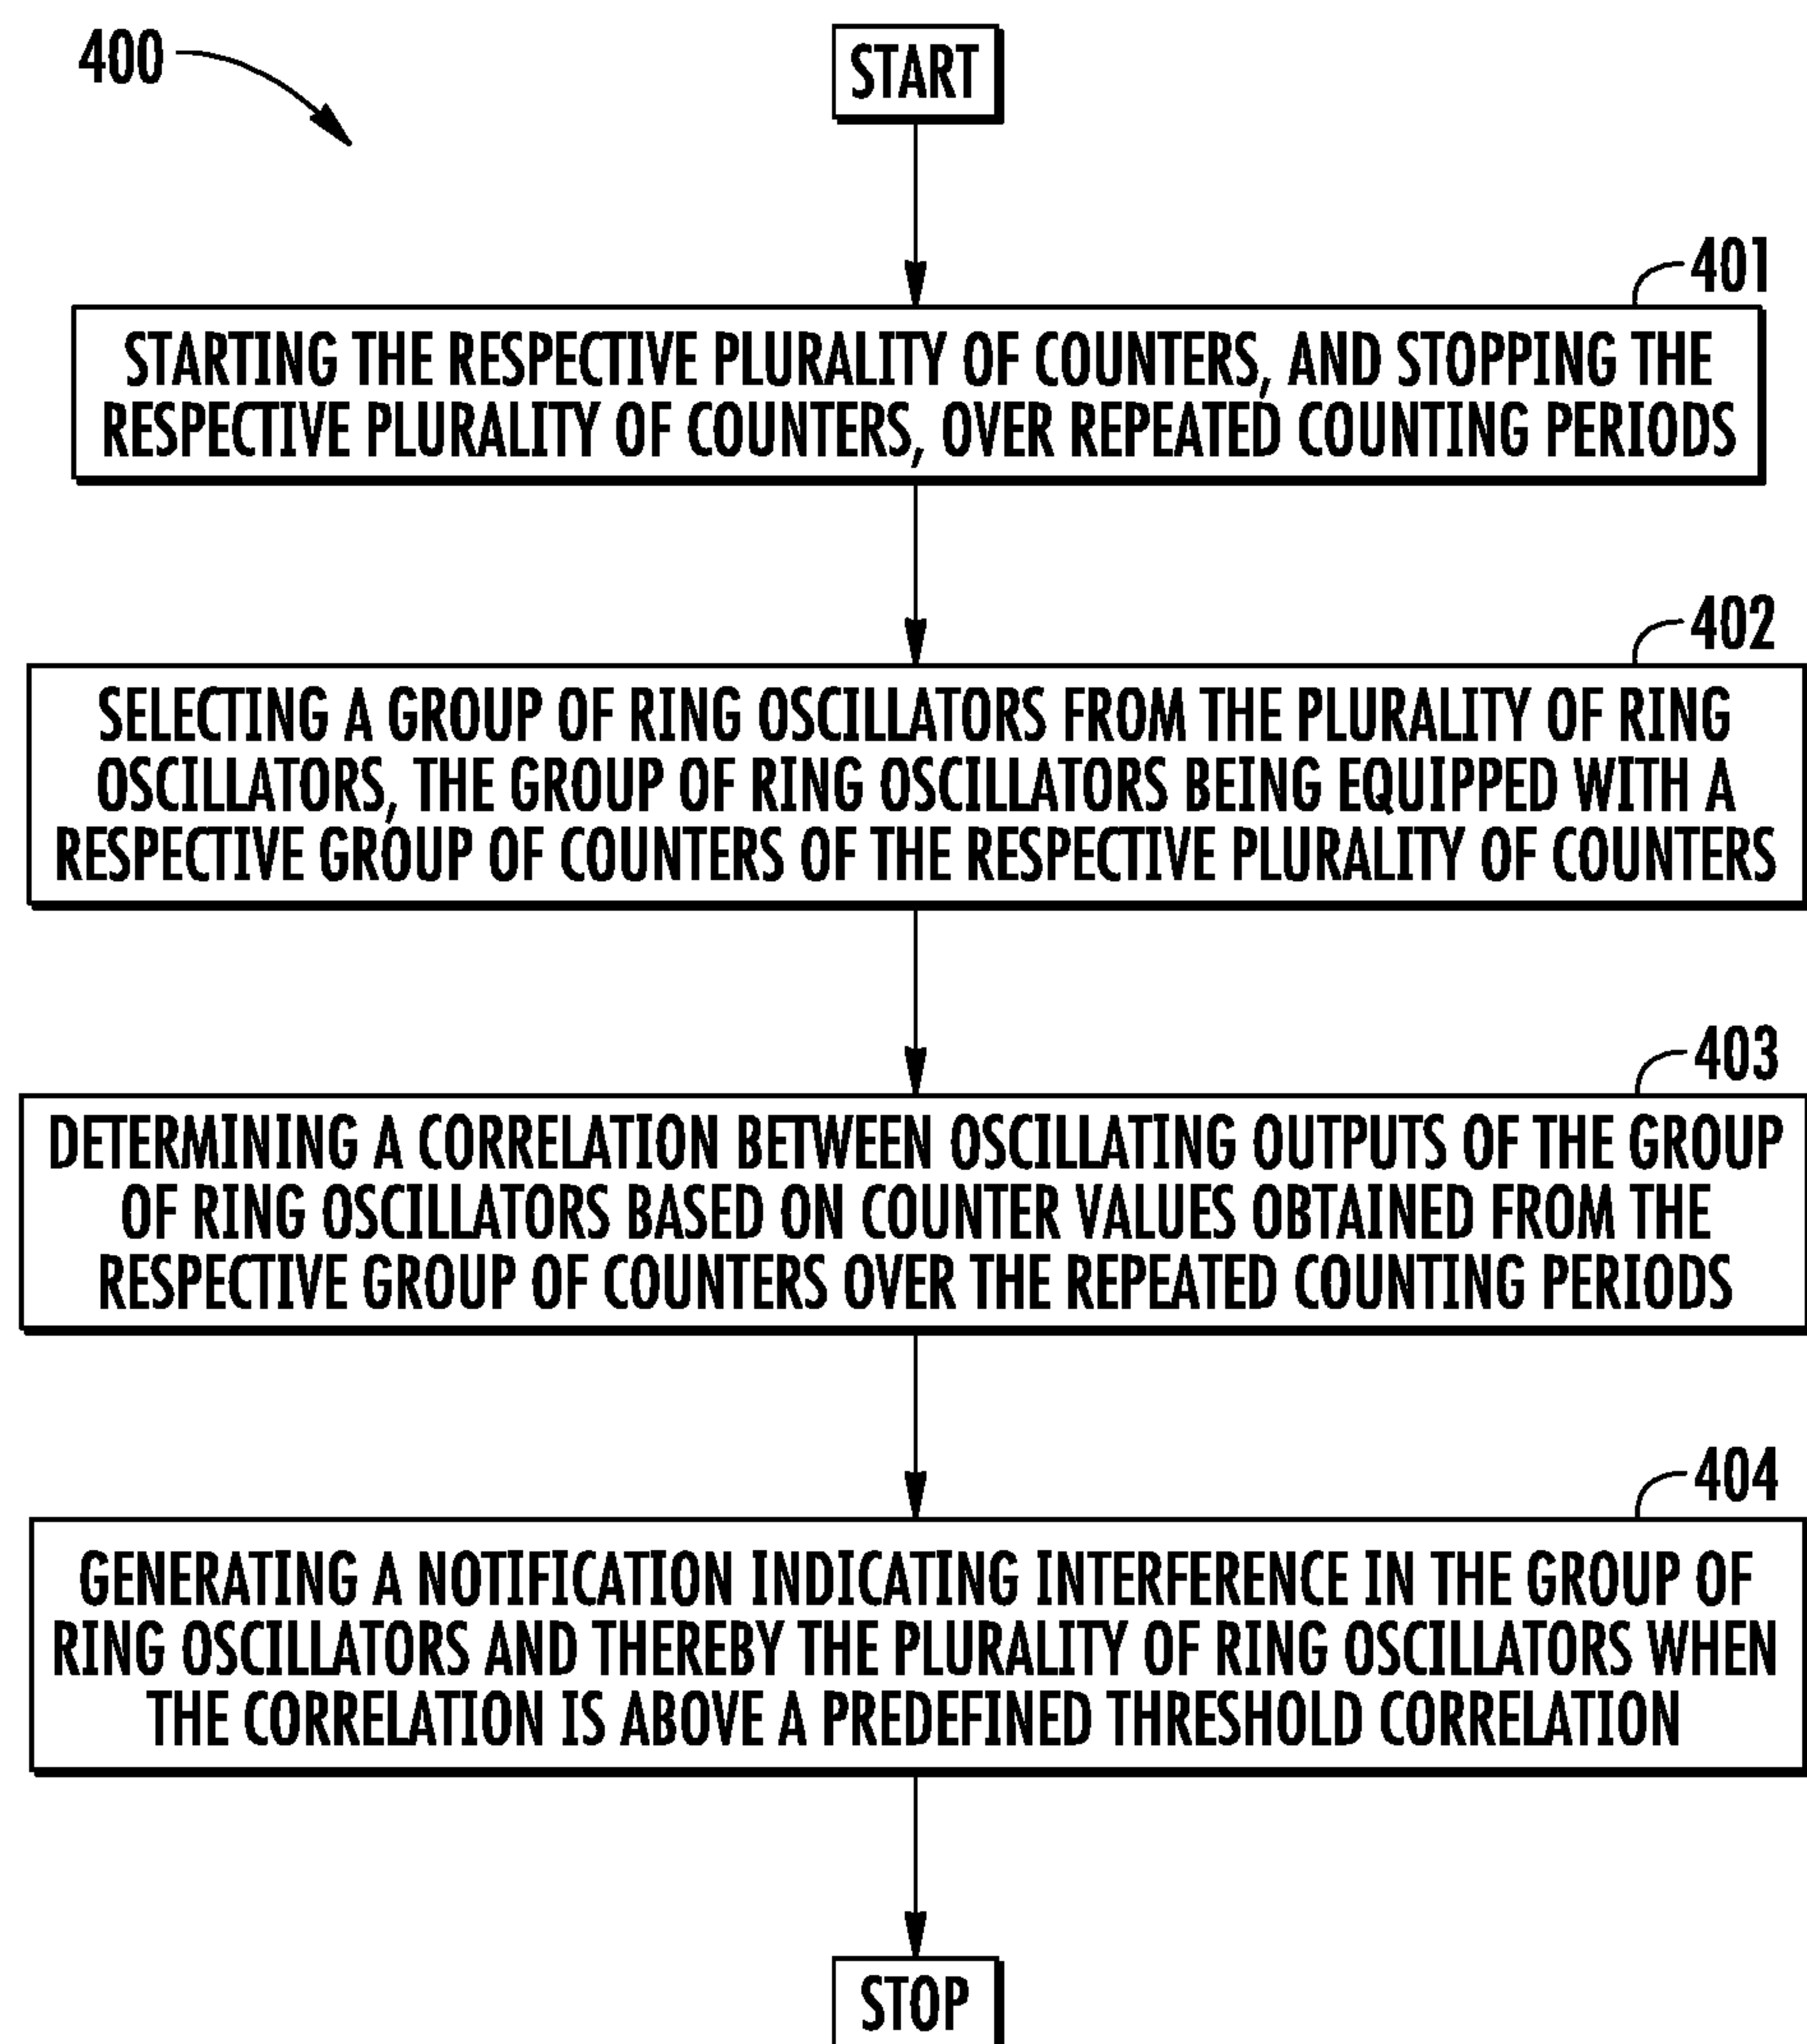 400
START
401
STARTING THE RESPECTIVE PLURALITY OF COUNTERS, AND STOPPING THE
RESPECTIVE PLURALITY OF COUNTERS, OVER REPEATED COUNTING PERIODS
402
SELECTING A GROUP OF RING OSCILLATORS FROM THE PLURALITY OF RING
OSCILLATORS, THE GROUP OF RING OSCILLATORS BEING EQUIPPED WITH A
RESPECTIVE GROUP OF COUNTERS OF THE RESPECTIVE PLURALITY OF COUNTERS
403
DETERMINING A CORRELATION BETWEEN OSCILLATING OUTPUTS OF THE GROUP
OF RING OSCILLATORS BASED ON COUNTER VALUES OBTAINED FROM THE
RESPECTIVE GROUP OF COUNTERS OVER THE REPEATED COUNTING PERIODS
404
GENERATING A NOTIFICATION INDICATING INTERFERENCE IN THE GROUP OF
RING OSCILLATORS AND THEREBY THE PLURALITY OF RING OSCILLATORS WHEN
THE CORRELATION IS ABOVE A PREDEFINED THRESHOLD CORRELATION
STOP